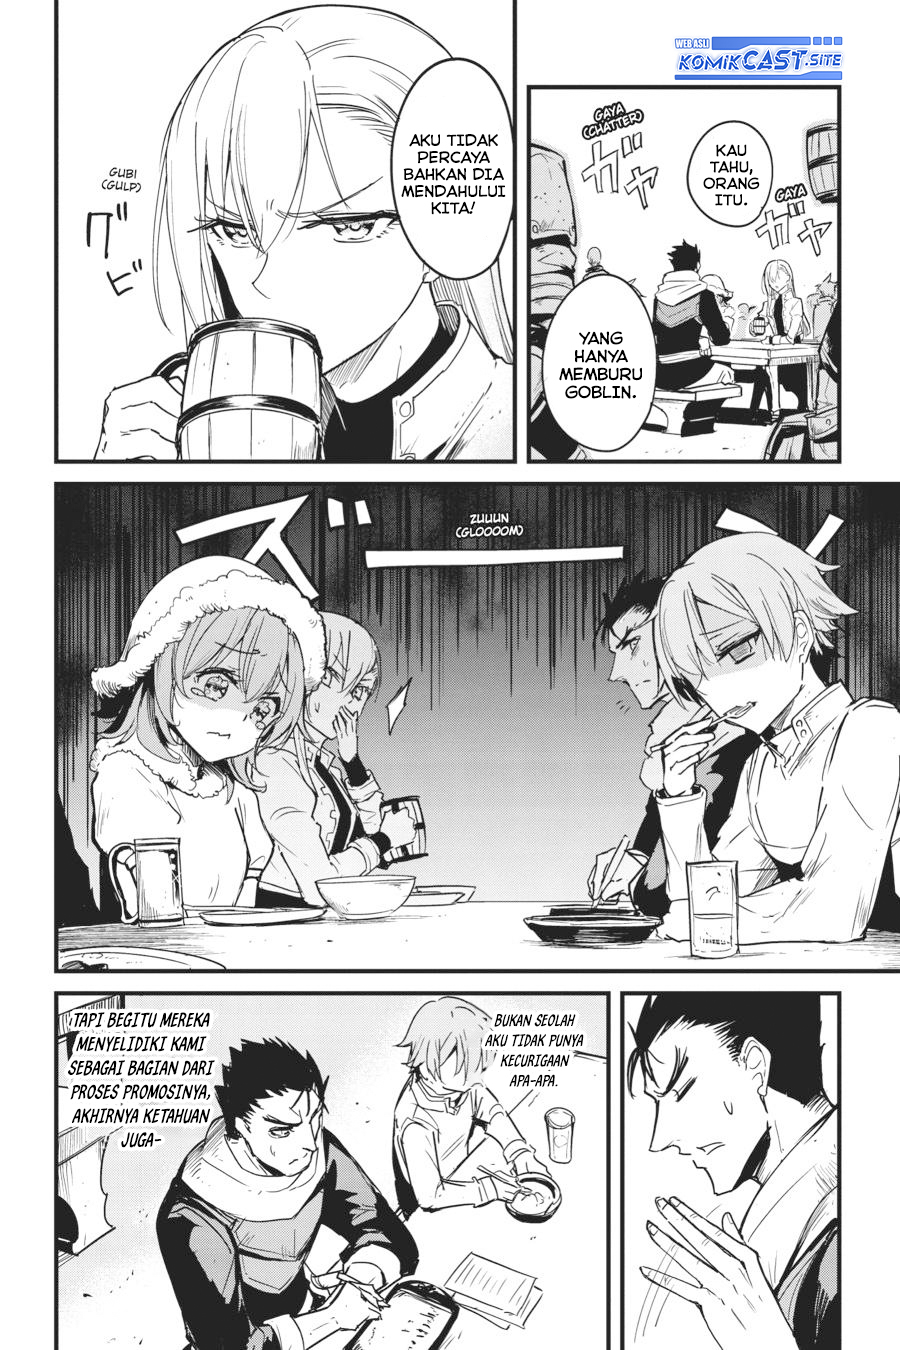 WEB ASLI
KOMIKCAST.SITE
GAYA
(CHATTER)
ガガ
KAU
TAHU,
ORANG
ITU.
GAYA
ガヤ
YANG
HANYA
MEMBURU
GOBLIN.
AKU TIDAK
PERCAYA
BAHKAN DIA
MENDAHULUI
KITA!
GUBI
(GULP)
グビ
ZUUUN
(GLOOOOM)
ズーン
BUKAN SEOLAH
AKU TIDAK PUNYA
KECURIGAAN
APA-APA.
TAPI BEGITU MEREKA
MENYELIDIKI KAMI
SEBAGAI BAGIAN DARI
PROSES PROMOSINYA,
AKHIRNYA KETAHUAN
JUGA-